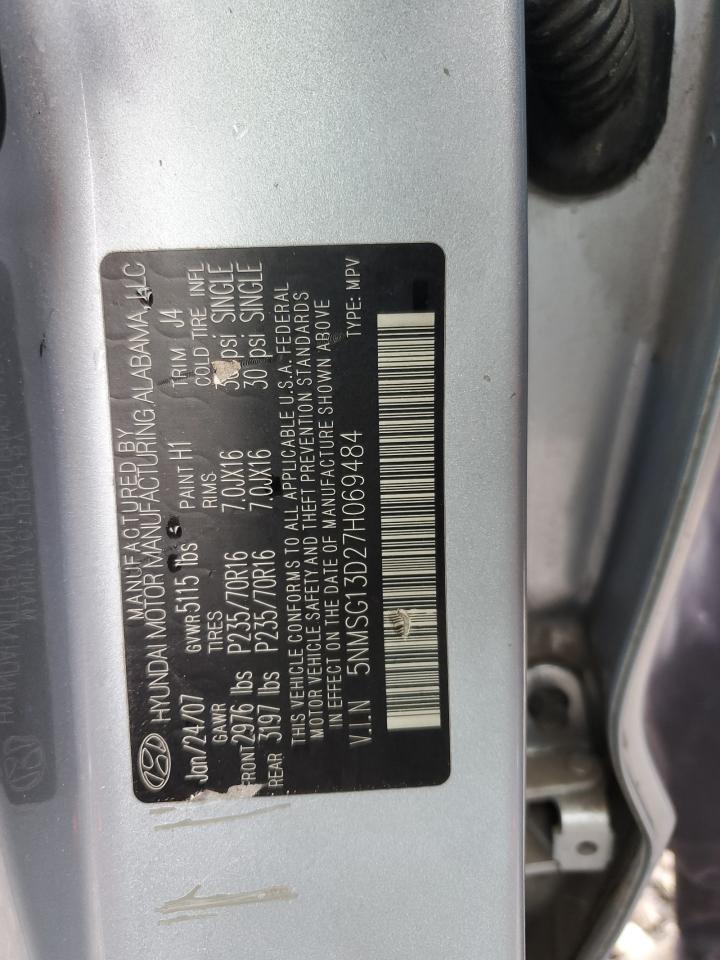 MANUFACTURED BY
HYUNDAI MOTOR MANUFACTURING ALABAMA, LLC
Jan/24/07 GVWR 5115 lbs PAINT H1 TRIM J4
GAWR TIRES RIMS COLD TIRE INFL
FRONT 2976 lbs P235/70R16 7.0JX16 psi SINGLE
REAR 3197 lbs P235/70R16 7.0JX16 30 psi SINGLE
THIS VEHICLE CONFORMS TO ALL APPLICABLE U.S.A. FEDERAL
MOTOR VEHICLE SAFETY AND THEFT PREVENTION STANDARDS
IN EFFECT ON THE DATE OF MANUFACTURE SHOWN ABOVE
V.I.N 5NMSG13D27H069484 TYPE: MPV